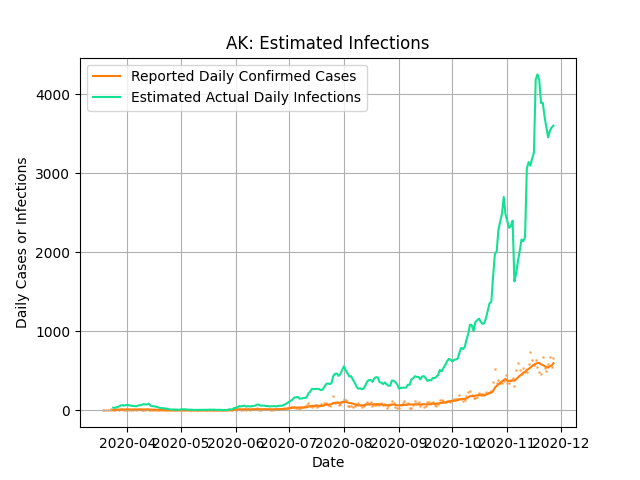 AK: Estimated Infections
Reported Daily Confirmed Cases
Estimated Actual Daily Infections
Daily Cases or Infections
4000
3000
2000
1000
0
2020-04 2020-05 2020-06 2020-07 2020-08 2020-09 2020-10 2020-11 2020-12
Date